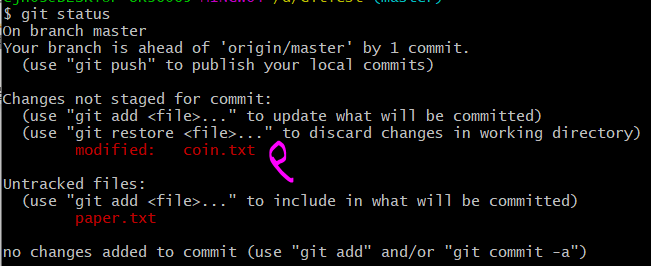 $ git status
On branch master
Your branch is ahead of 'origin/master' by 1 commit.
(use "git push" to publish your local commits)
Changes not staged for commit:
(use "git add <file>..." to update what will be committed)
(use "git restore <file>..." to discard changes in working directory)
modified: coin.txt
Untracked files:
(use "git add <file>..." to include in what will be committed)
paper.txt
no changes added to commit (use "git add" and/or "git commit -a")